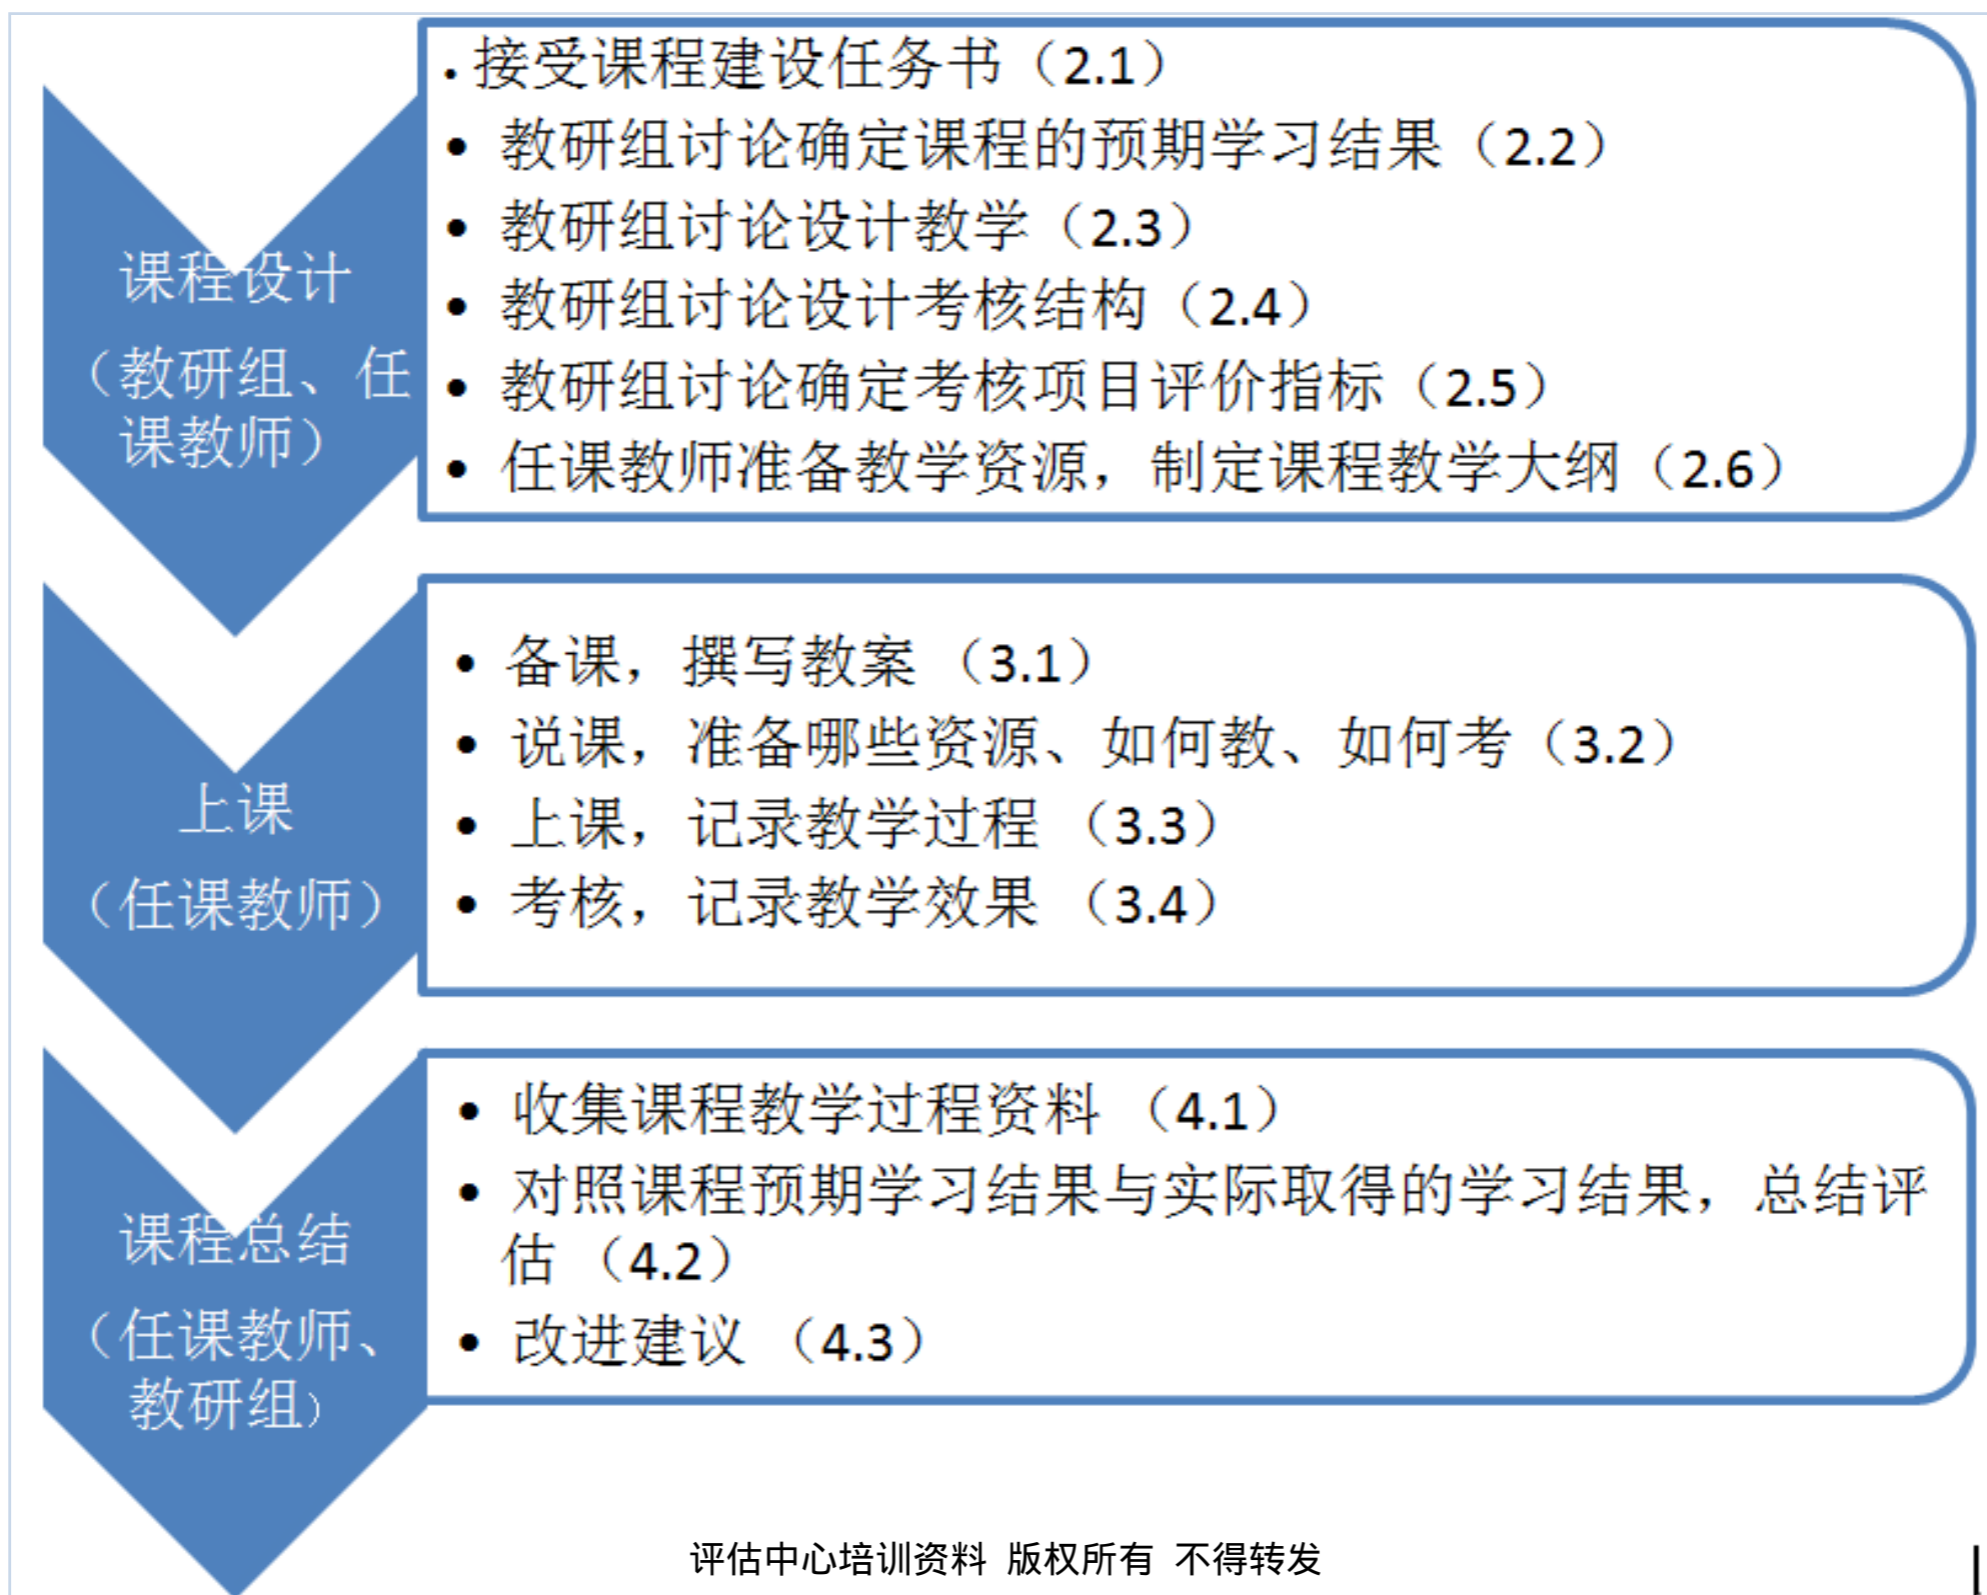 课程设计
（教研组、任
课教师）
• 接受课程建设任务书（2.1）
• 教研组讨论确定课程的预期学习结果（2.2）
• 教研组讨论设计教学（2.3）
• 教研组讨论设计考核结构（2.4）
• 教研组讨论确定考核项目评价指标（2.5）
• 任课教师准备教学资源，制定课程教学大纲（2.6）
上课
（任课教师）
• 备课，撰写教案 （3.1）
• 说课，准备哪些资源、如何教、如何考（3.2）
• 上课，记录教学过程 （3.3）
• 考核，记录教学效果 （3.4）
课程总结
（任课教师、
教研组）
• 收集课程教学过程资料 （4.1）
• 对照课程预期学习结果与实际取得的学习结果，总结评
估 （4.2）
• 改进建议 （4.3）
评估中心培训资料 版权所有 不得转发